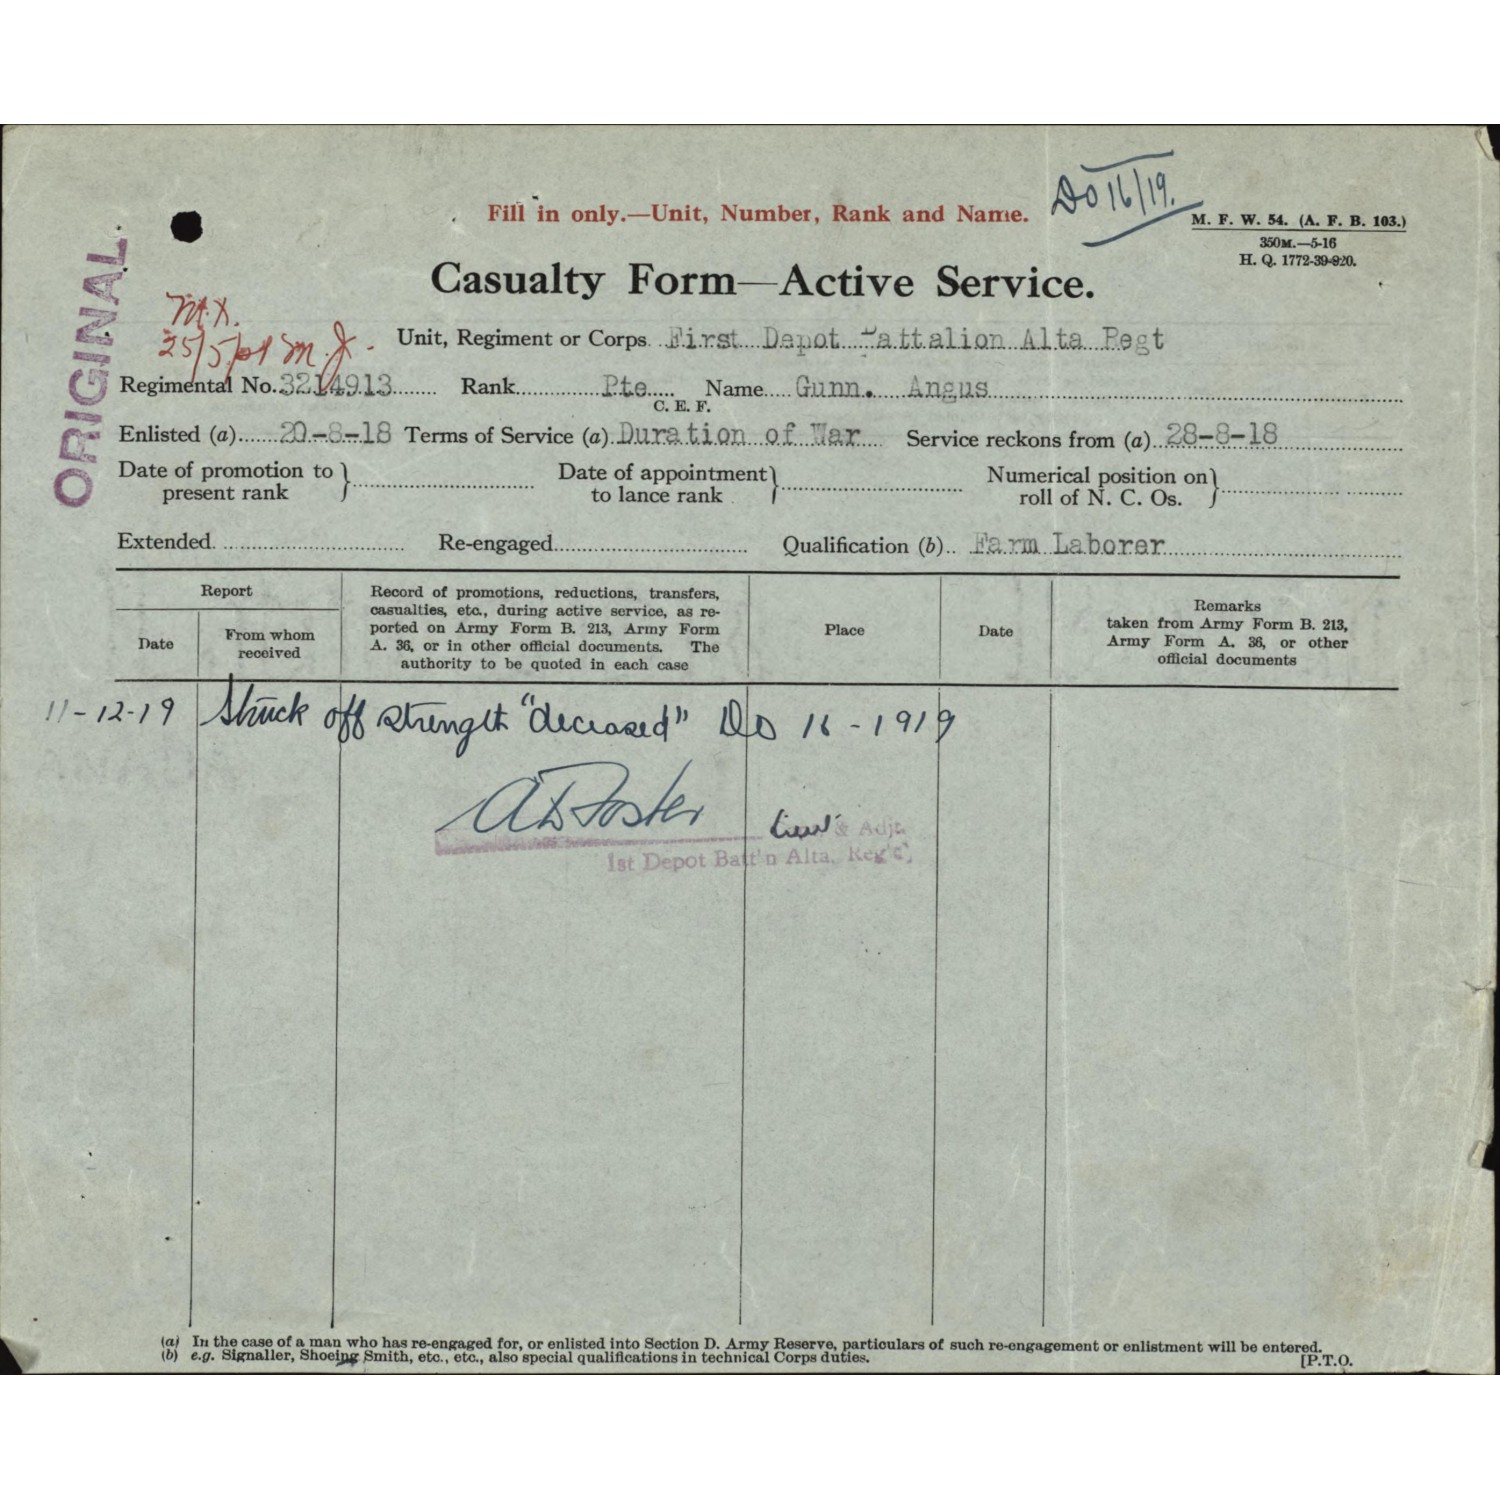 DO 16/19.
Fill in only.—Unit, Number, Rank and Name.
M. F. W. 54. (A. F. B. 103.)
350M.—5-16
H. Q. 1772-39-920.
ORIGINAL
Casualty Form—Active Service.
25/5/ M.J.
Unit, Regiment or Corps First Depot Battalion Alta Regt
Regimental No. 3214913 Rank Pte Name Gunn. Angus
C. E. F.
Enlisted (a) 20-8-18 Terms of Service (a) Duration of War Service reckons from (a) 28-8-18
Date of promotion to present rank Date of appointment to lance rank Numerical position on roll of N. C. Os.
Extended Re-engaged Qualification (b) Farm Laborer
Report
Date
From whom received
Record of promotions, reductions, transfers,
casualties, etc., during active service, as re-
ported on Army Form B. 213, Army Form
A. 36, or in other official documents. The
authority to be quoted in each case
Place
Date
Remarks
taken from Army Form B. 213,
Army Form A. 36, or other
official documents
11-12-19 Struck off strength "deceased" DO 16-1919
A D Foster Lieut & Adjt.
1st Depot Batt'n Alta. Reg't,
(a) In the case of a man who has re-engaged for, or enlisted into Section D. Army Reserve, particulars of such re-engagement or enlistment will be entered.
(b) e.g. Signaller, Shoeing Smith, etc., etc., also special qualifications in technical Corps duties.
[P.T.O.